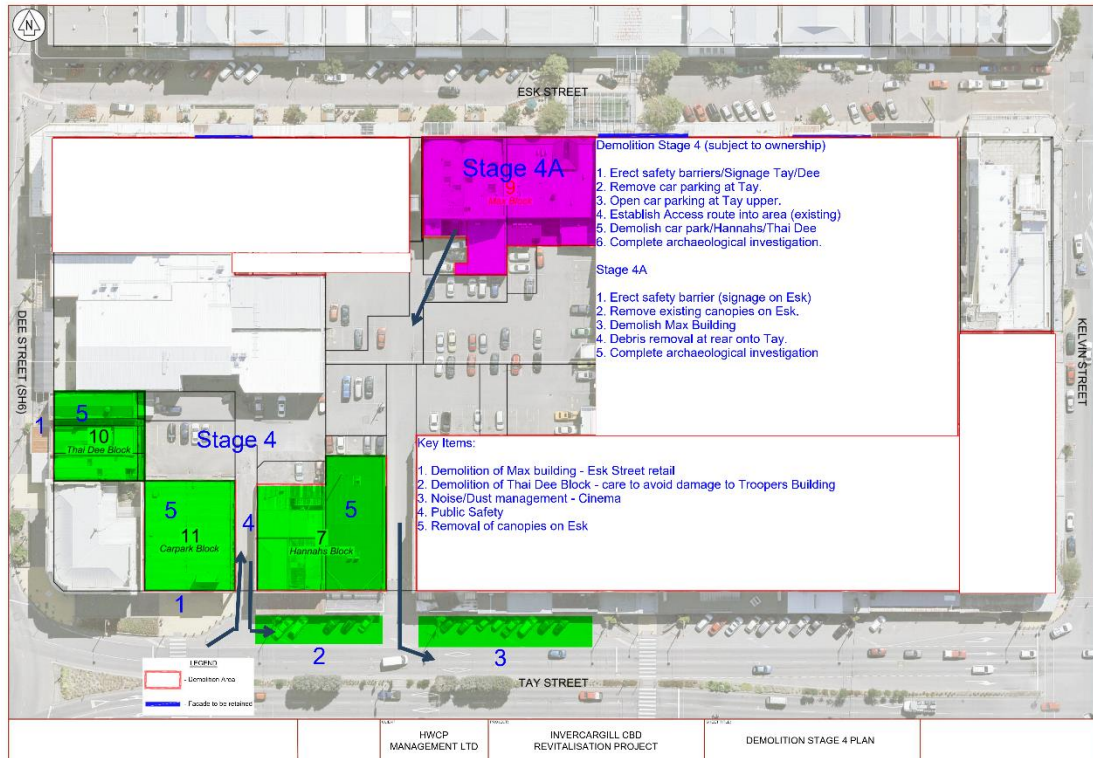 N
ESK STREET
Stage 4A
9
Max Block
Demolition Stage 4 (subject to ownership)
1. Erect safety barriers/Signage Tay/Dee
2. Remove car parking at Tay.
3. Open car parking at Tay upper.
4. Establish Access route into area (existing)
5. Demolish car park/Hannahs/Thai Dee
6. Complete archaeological investigation.
Stage 4A
1. Erect safety barrier (signage on Esk)
2. Remove existing canopies on Esk.
3. Demolish Max Building
4. Debris removal at rear onto Tay.
5. Complete archaeological investigation
DEE STREET (SH6)
KELVIN STREET
1
5
10
Thai Dee Block
Stage 4
5
11
Carpark Block
4
5
7
Hannahs Block
Key Items:
1. Demolition of Max building - Esk Street retail
2. Demolition of Thai Dee Block - care to avoid damage to Troopers Building
3. Noise/Dust management - Cinema
4. Public Safety
5. Removal of canopies on Esk
1
2
3
TAY STREET
LEGEND
- Demolition Area
- Facade to be retained
HWCP
MANAGEMENT LTD
INVERCARGILL CBD
REVITALISATION PROJECT
DEMOLITION STAGE 4 PLAN